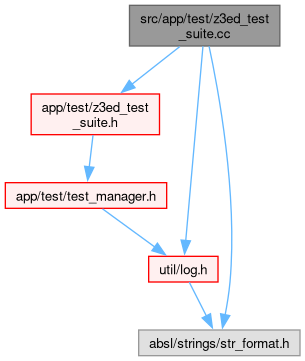 src/app/test/z3ed_test
_suite.cc
app/test/z3ed_test
_suite.h
app/test/test_manager.h
util/log.h
absl/strings/str_format.h